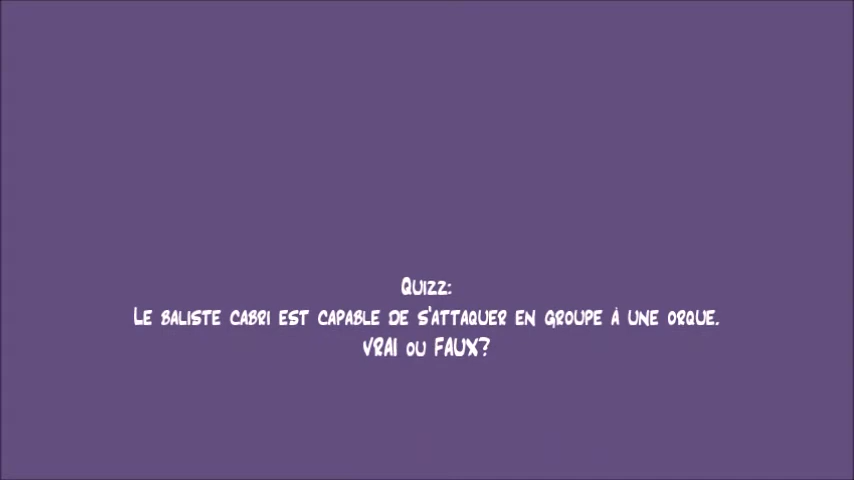 Quizz:
Le baliste cabri est capable de s'attaquer en groupe à une orque.
VRAI ou FAUX?